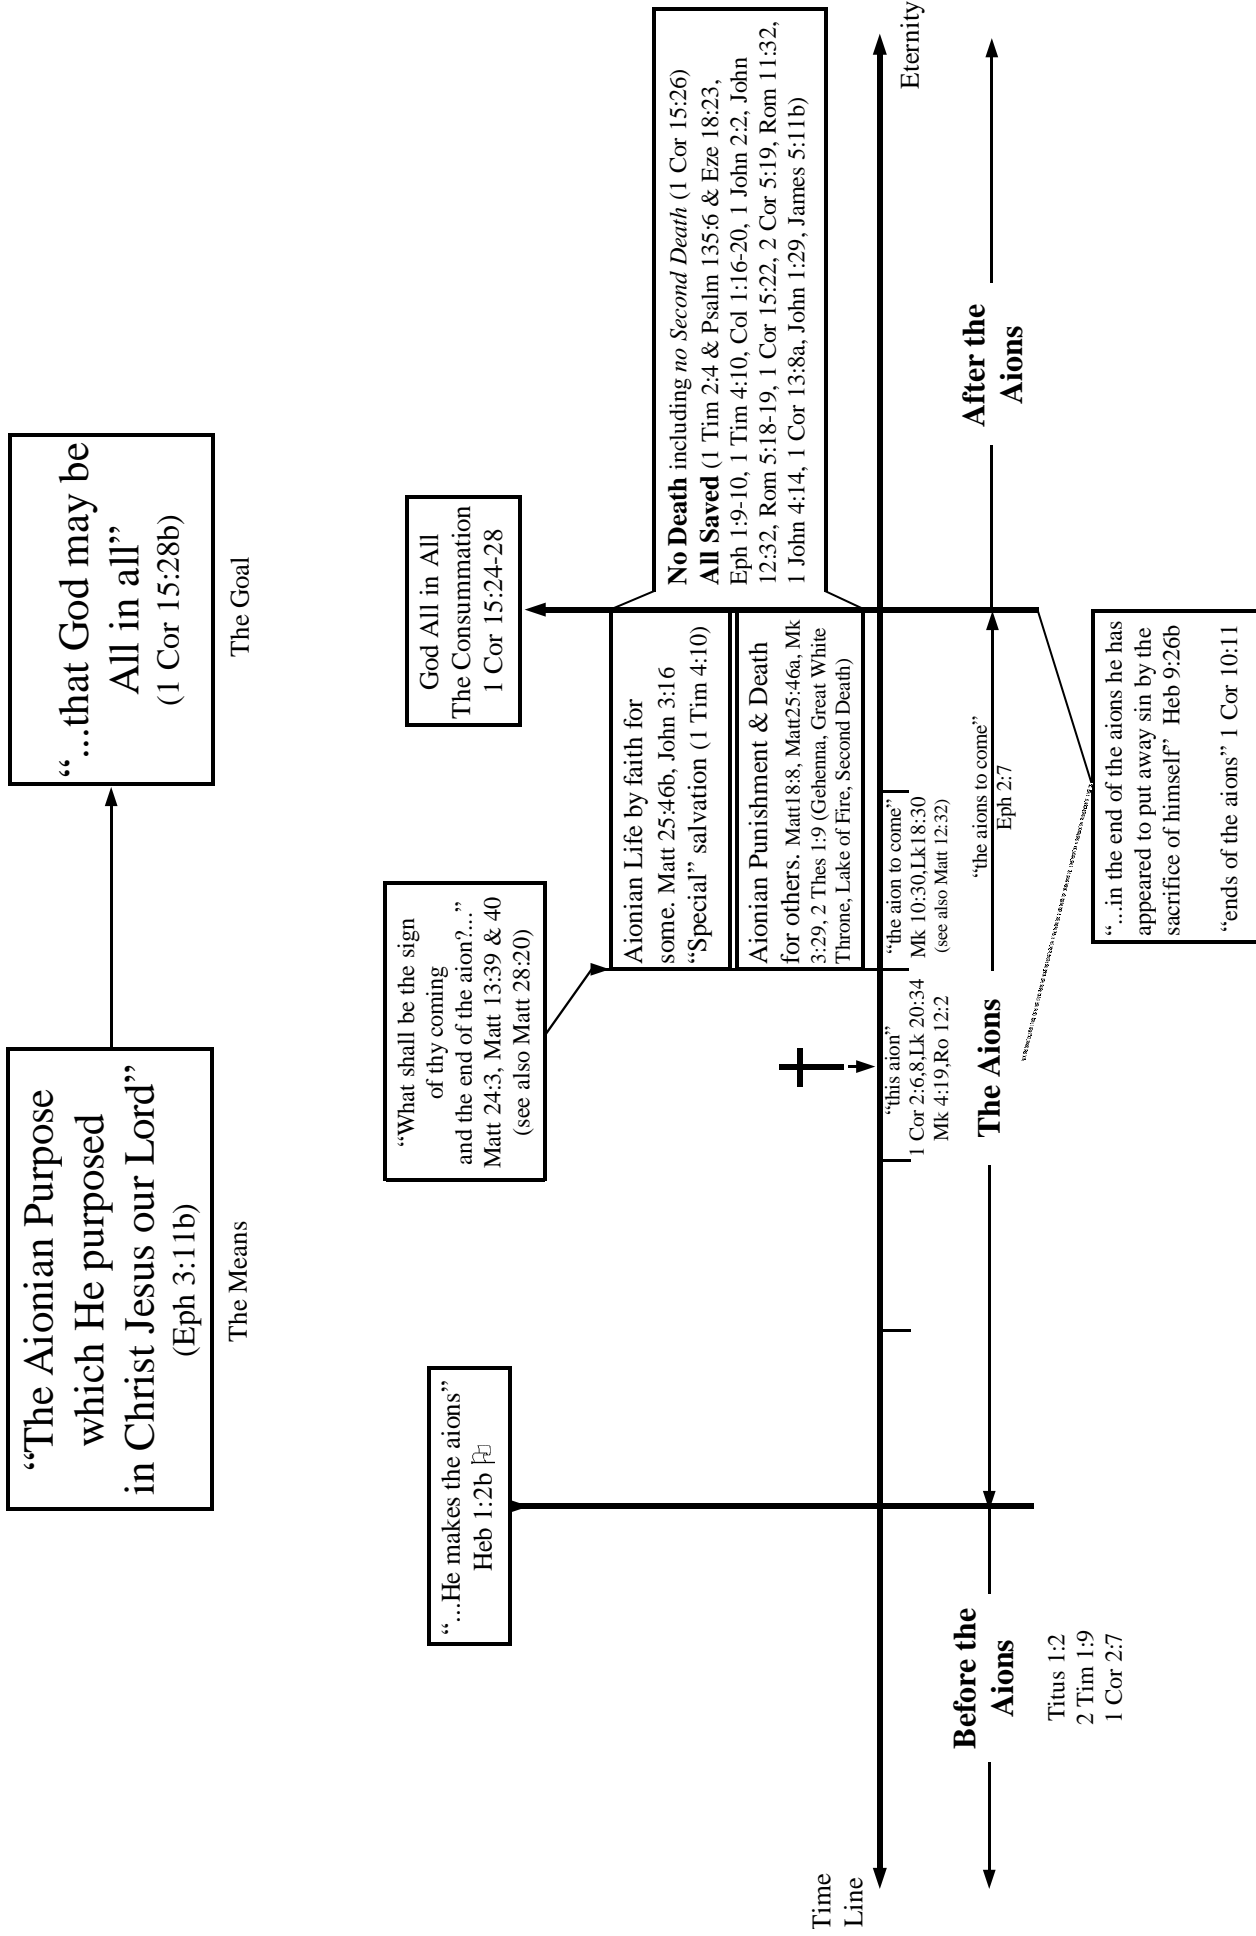 “The Aionian Purpose
which He purposed
in Christ Jesus our Lord”
(Eph 3:11b)
The Means
“...that God may be
All in all”
(1 Cor 15:28b)
The Goal
“...He makes the aions”
Heb 1:2b
“What shall be the sign
of thy coming
and the end of the aion?...”
Matt 24:3, Matt 13:39 & 40
(see also Matt 28:20)
God All in All
The Consummation
1 Cor 15:24-28
Aionian Life by faith for
some. Matt 25:46b, John 3:16
“Special” salvation (1 Tim 4:10)
Aionian Punishment & Death
for others. Matt18:8, Matt25:46a, Mk
3:29, 2 Thes 1:9 (Gehenna, Great White
Throne, Lake of Fire, Second Death)
No Death including no Second Death (1 Cor 15:26)
All Saved (1 Tim 2:4 & Psalm 135:6 & Eze 18:23,
Eph 1:9-10, 1 Tim 4:10, Col 1:16-20, 1 John 2:2, John
12:32, Rom 5:18-19, 1 Cor 15:22, 2 Cor 5:19, Rom 11:32,
1 John 4:14, 1 Cor 13:8a, John 1:29, James 5:11b)
Time
Line
Eternity
“this aion”
1 Cor 2:6,8,Lk 20:34
Mk 4:19,Ro 12:2
“the aion to come”
Mk 10:30,Lk18:30
(see also Matt 12:32)
“the aions to come”
Eph 2:7
Before the
Aions
The Aions
After the
Aions
Titus 1:2
2 Tim 1:9
1 Cor 2:7
“...in the end of the aions he has
appeared to put away sin by the
sacrifice of himself” Heb 9:26b
“ends of the aions” 1 Cor 10:11